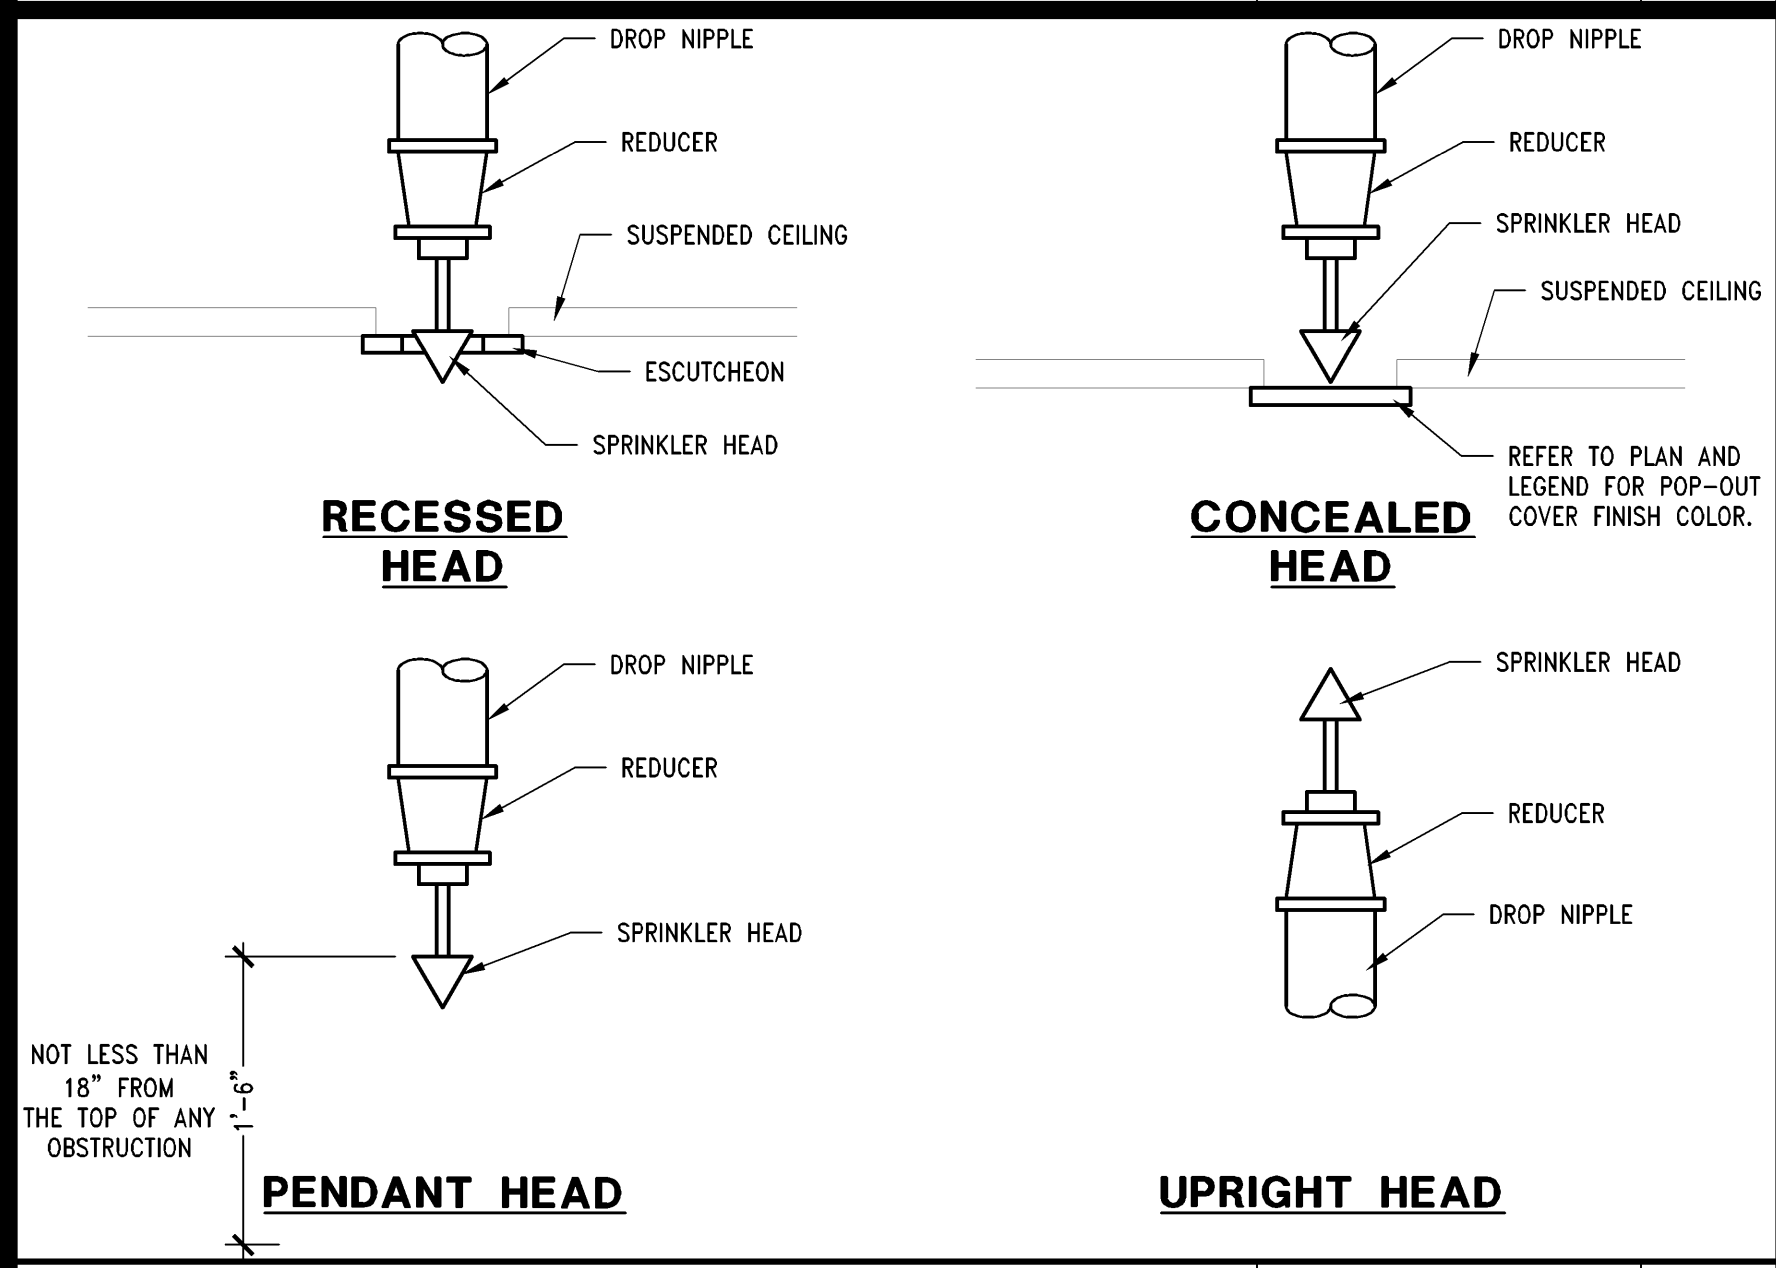 DROP NIPPLE
REDUCER
SUSPENDED CEILING
ESCUTCHEON
SPRINKLER HEAD
RECESSED
HEAD
DROP NIPPLE
REDUCER
SPRINKLER HEAD
SUSPENDED CEILING
REFER TO PLAN AND
LEGEND FOR POP-OUT
COVER FINISH COLOR.
CONCEALED
HEAD
DROP NIPPLE
REDUCER
SPRINKLER HEAD
NOT LESS THAN
18" FROM
THE TOP OF ANY
OBSTRUCTION
1'-6"
PENDANT HEAD
SPRINKLER HEAD
REDUCER
DROP NIPPLE
UPRIGHT HEAD